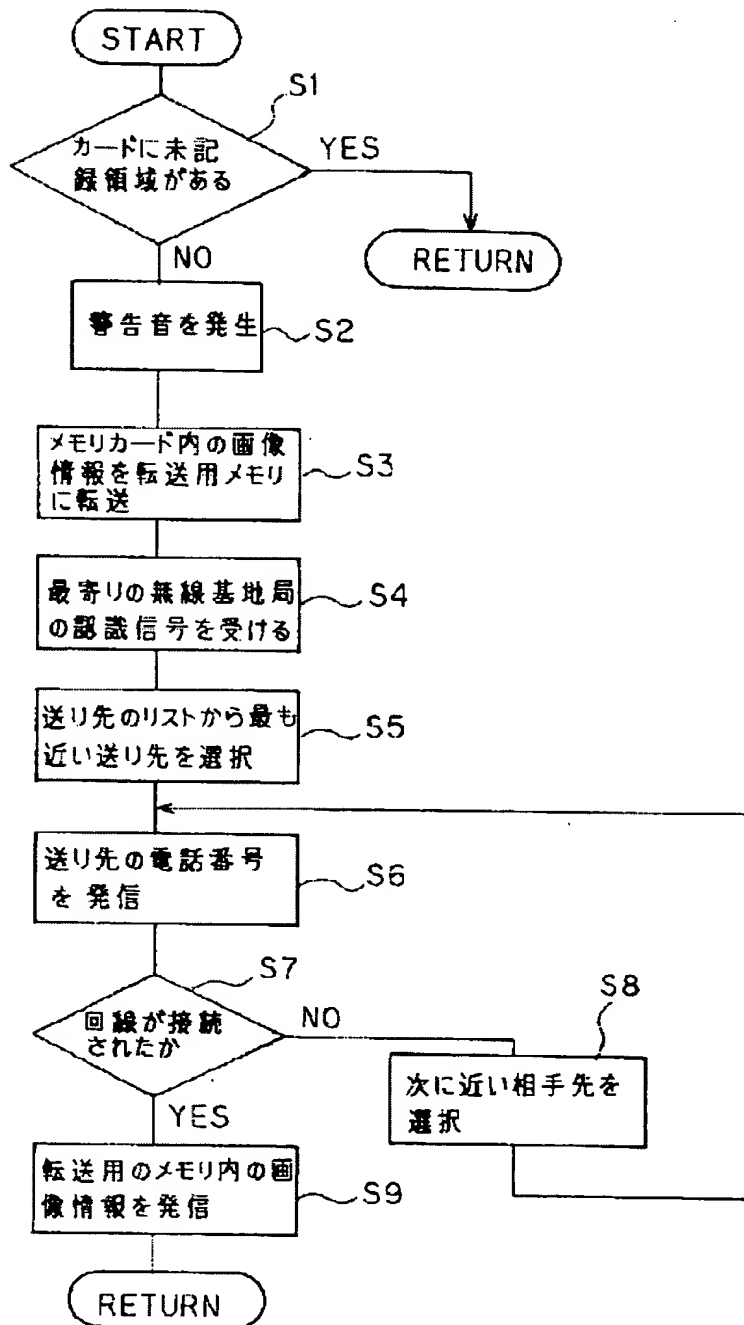 START
S1
カードに未記
録領域がある
YES
RETURN
NO
警告音を発生
S2
メモリカード内の画像
情報を転送用メモリ
に転送
S3
最寄りの無線基地局
の認識信号を受ける
S4
送り先のリストから最も
近い送り先を選択
S5
送り先の電話番号
を発信
S6
S7
回線が接続
されたか
NO
S8
次に近い相手先を
選択
YES
転送用のメモリ内の画
像情報を発信
S9
RETURN